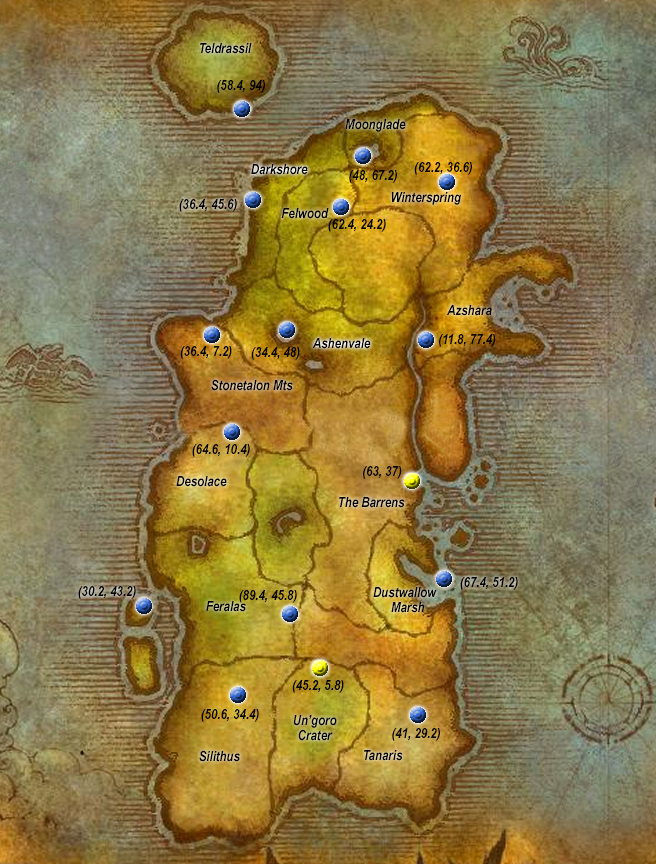 Teldrassil
(58.4, 94)
Moonglade
(48, 67.2)
Darkshore
(62.2, 36.6)
Winterspring
(36.4, 45.6)
Felwood
(62.4, 24.2)
Azshara
(11.8, 77.4)
Ashenvale
(36.4, 7.2)
(34.4, 48)
Stonetalon Mts
(64.6, 10.4)
(63, 37)
Desolace
The Barrens
(67.4, 51.2)
(30.2, 43.2)
(89.4, 45.8)
Dustwallow
Marsh
Feralas
(45.2, 5.8)
(50.6, 34.4)
Un'goro
Crater
(41, 29.2)
Silithus
Tanaris